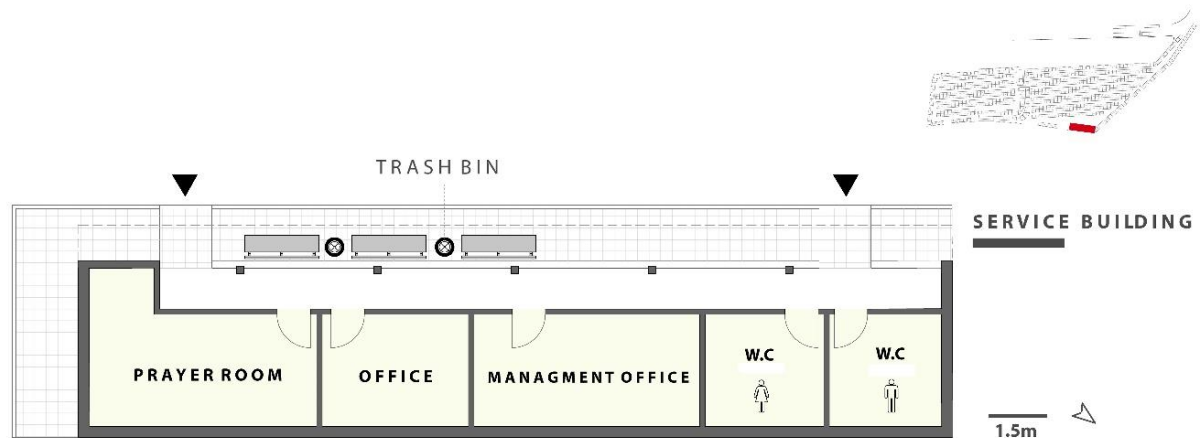 TRASH BIN
SERVICE BUILDING
PRAYER ROOM
OFFICE
MANAGMENT OFFICE
W.C
W.C
1.5m